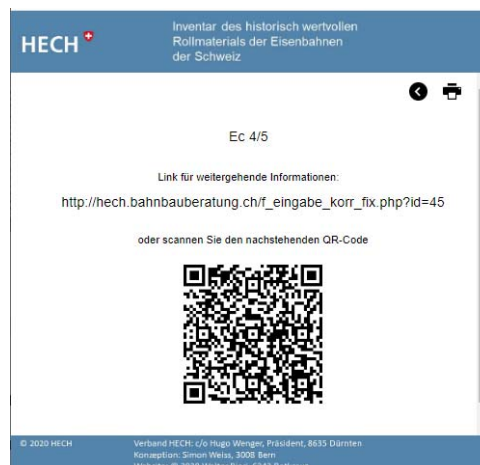 HECH
Inventar des historisch wertvollen
Rollmaterials der Eisenbahnen
der Schweiz
Ec 4/5
Link für weitergehende Informationen:
http://hech.bahnbauberatung.ch/f_eingabe_korr_fix.php?id=45
oder scannen Sie den nachstehenden QR-Code
© 2020 HECH
Verband HECH: c/o Hugo Wenger, Präsident, 8635 Dürnten
Konzeption: Simon Weiss, 3008 Bern